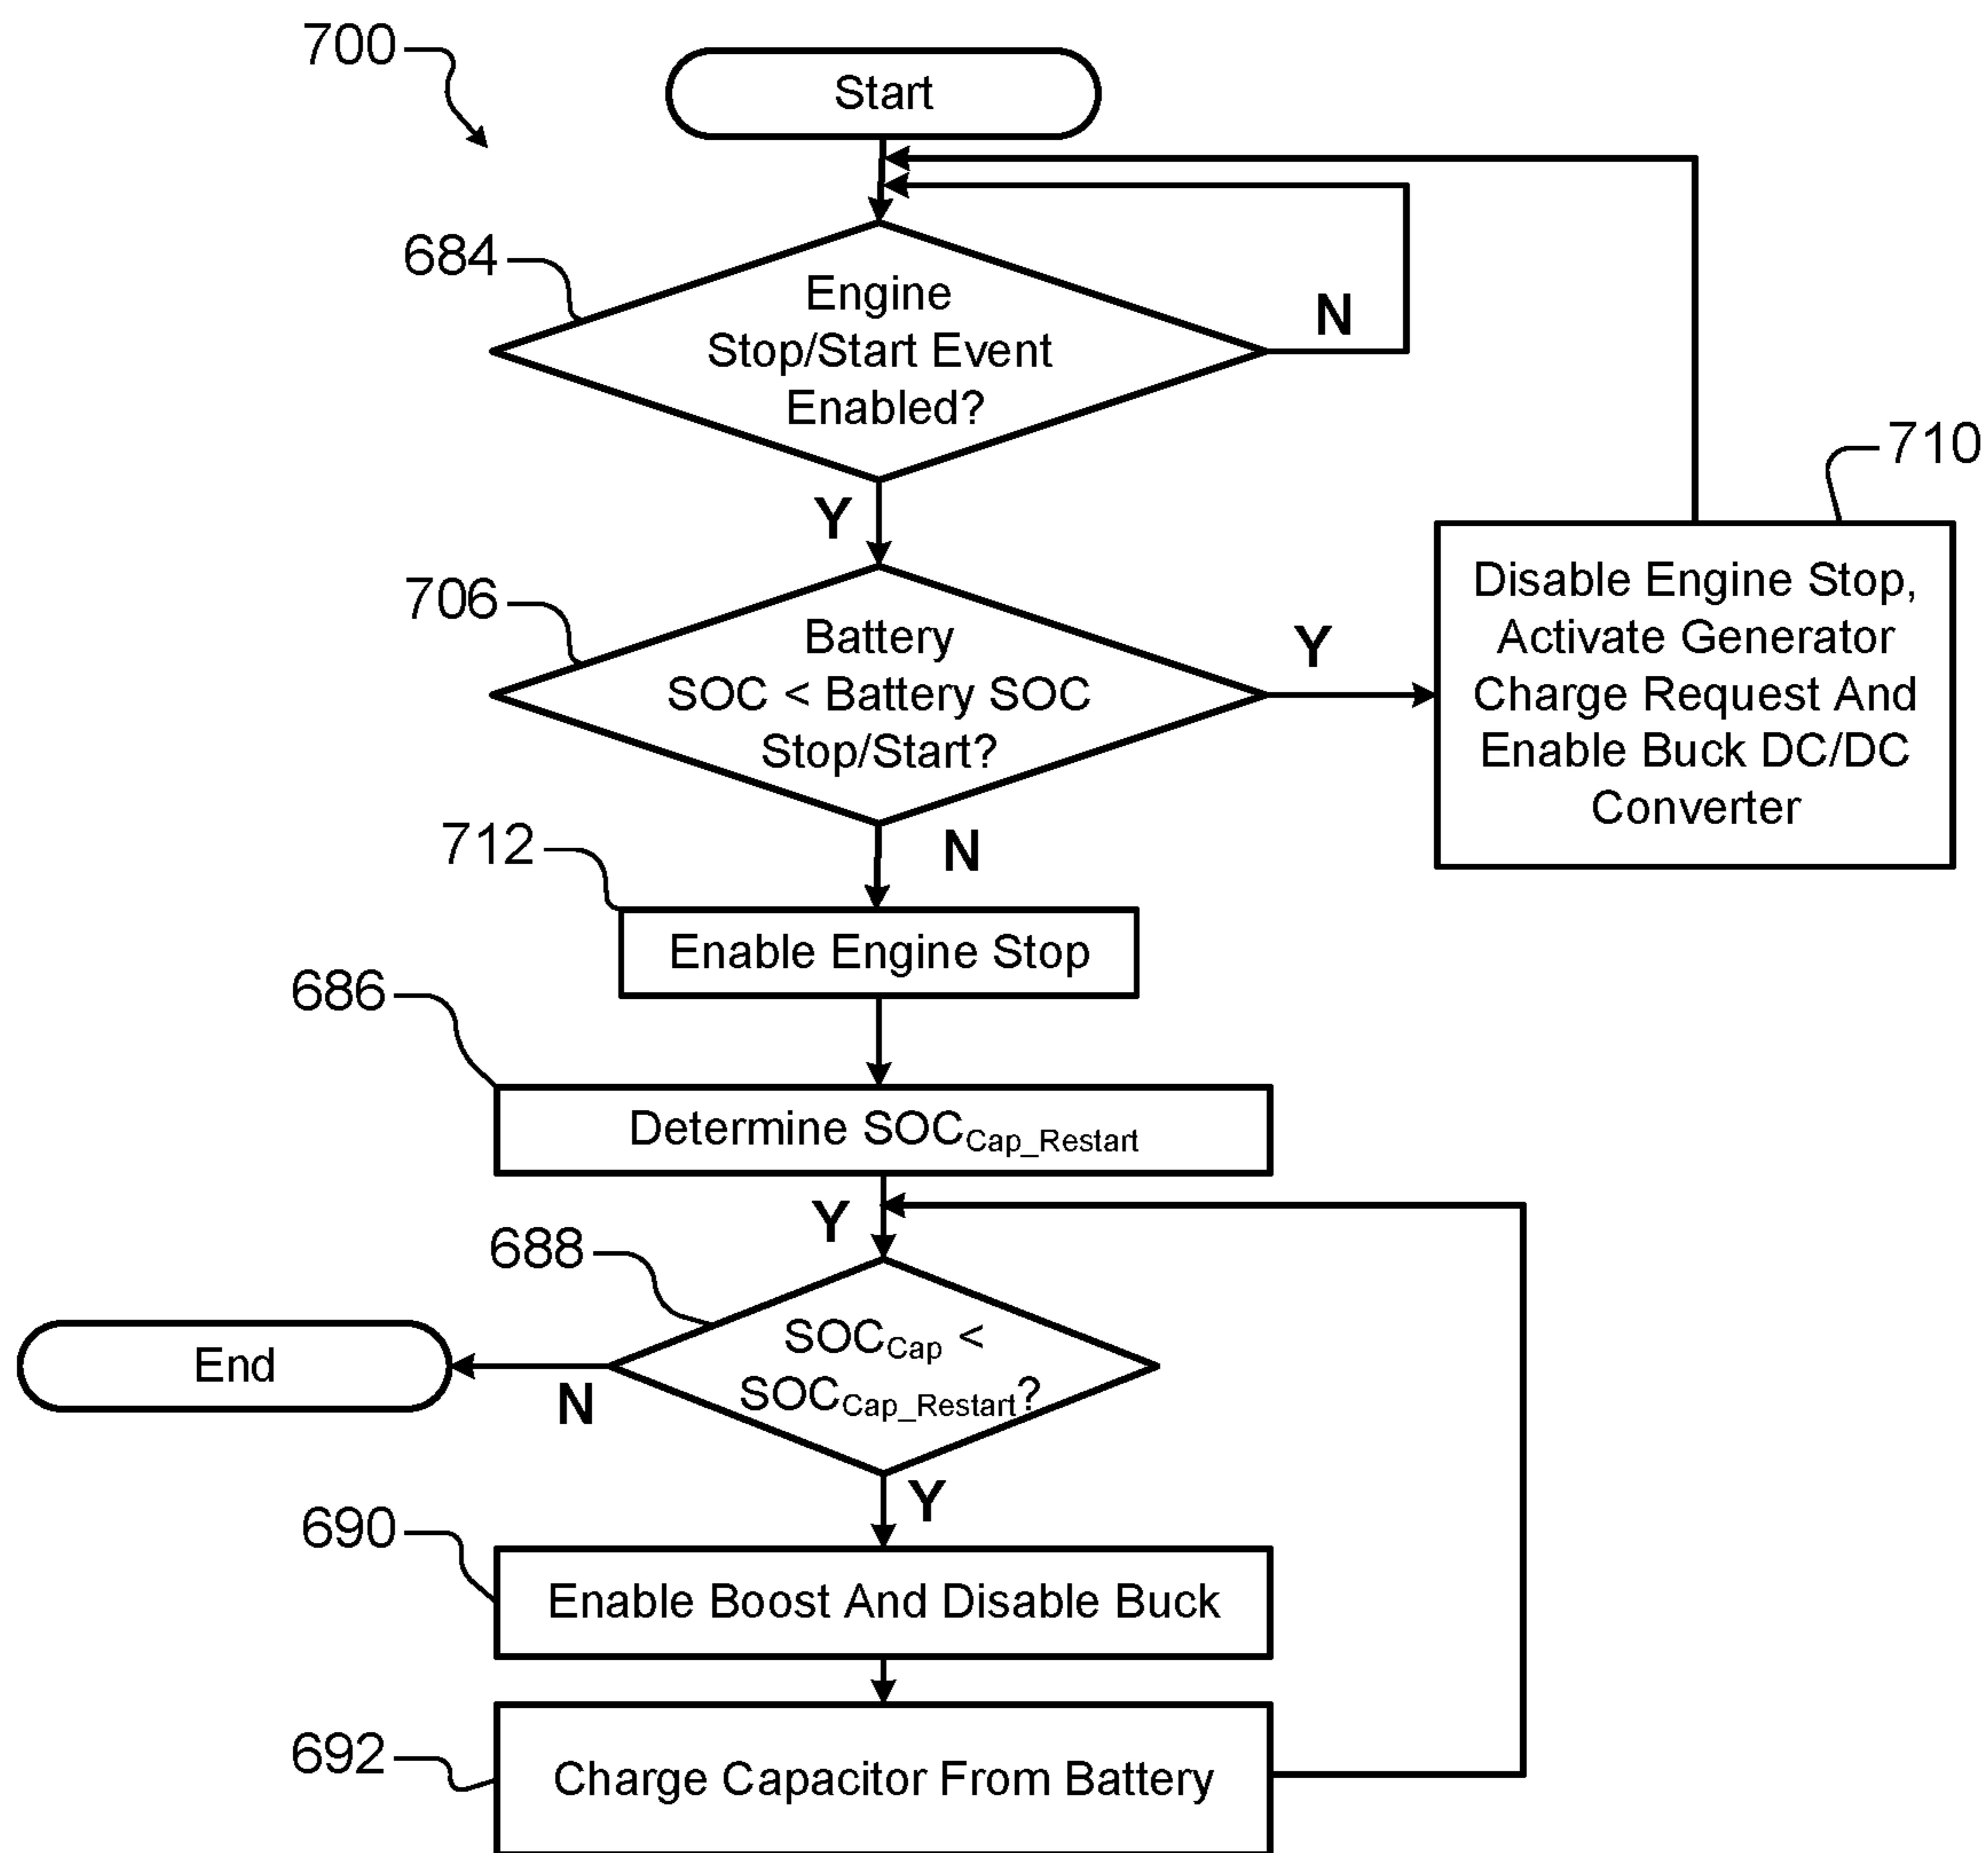 700
Start
684
Engine
Stop/Start Event
Enabled?
N
Y
710
706
Battery
SOC < Battery SOC
Stop/Start?
Y
Disable Engine Stop,
Activate Generator
Charge Request And
Enable Buck DC/DC
Converter
N
712
Enable Engine Stop
686
Determine SOCCap_Restart
Y
688
SOCCap <
SOCCap_Restart?
End
N
Y
690
Enable Boost And Disable Buck
692
Charge Capacitor From Battery